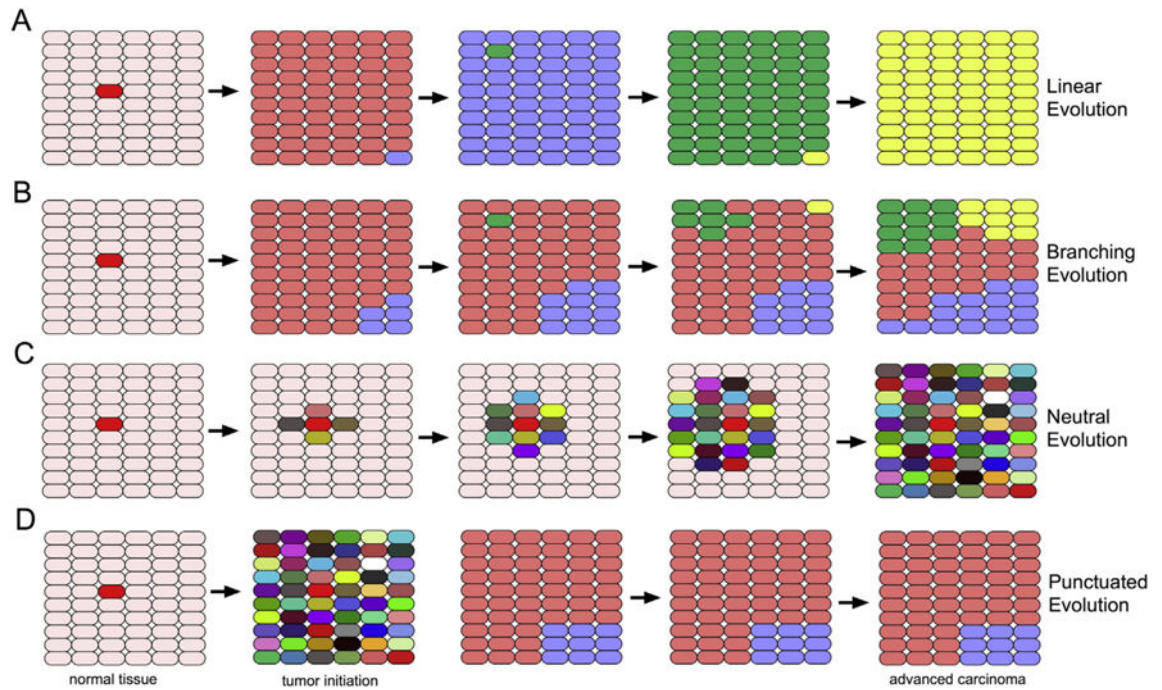 A
Linear
Evolution
B
Branching
Evolution
C
Neutral
Evolution
D
Punctuated
Evolution
normal tissue
tumor initiation
advanced carcinoma